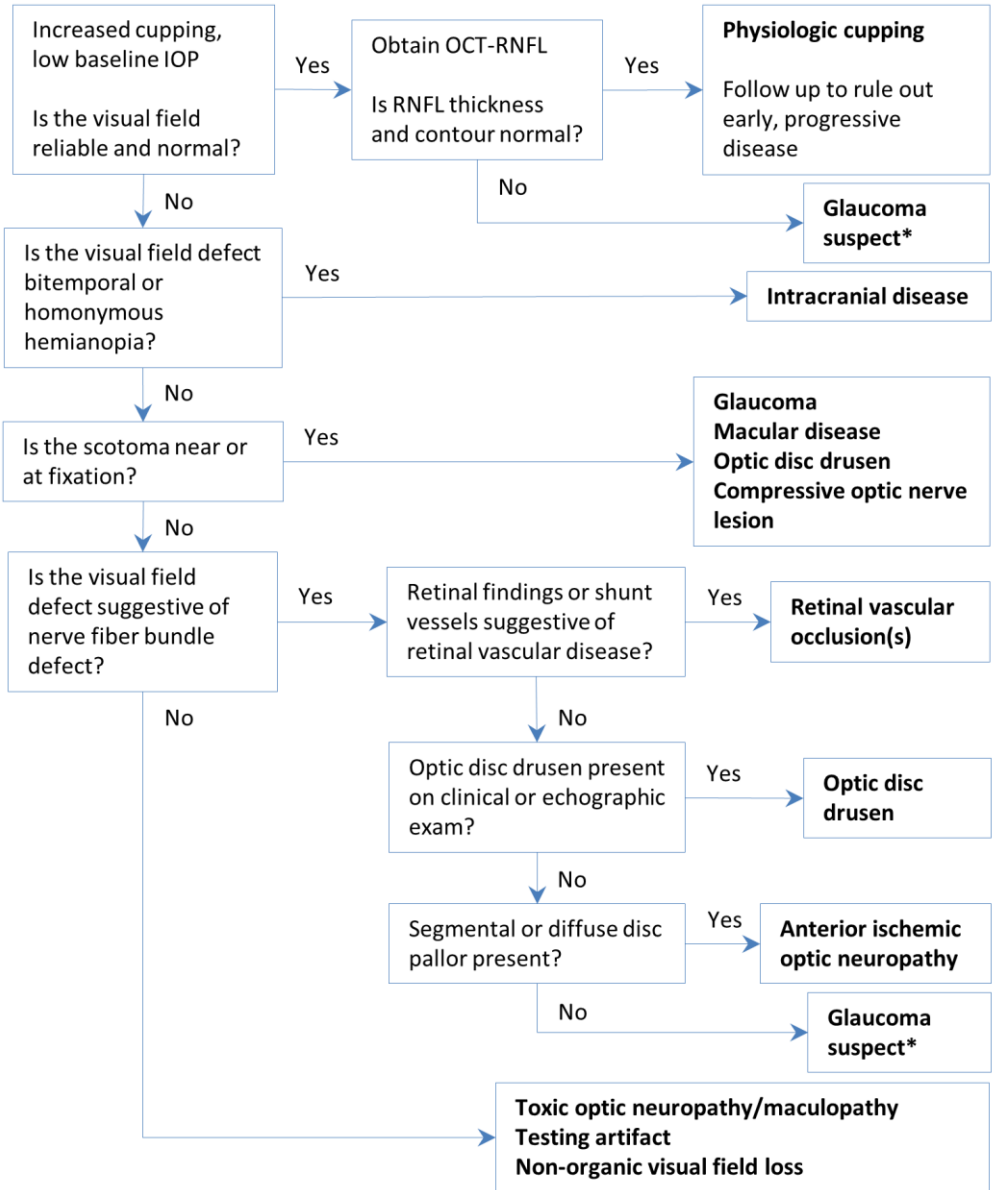 Increased cupping,
low baseline IOP
Is the visual field
reliable and normal?
Yes
Obtain OCT-RNFL
Is RNFL thickness
and contour normal?
Yes
Physiologic cupping
Follow up to rule out
early, progressive
disease
No
No
Glaucoma
suspect*
Is the visual field defect
bitemporal or
homonymous
hemianopia?
Yes
Intracranial disease
No
Is the scotoma near or
at fixation?
Yes
Glaucoma
Macular disease
Optic disc drusen
Compressive optic nerve
lesion
No
Is the visual field
defect suggestive of
nerve fiber bundle
defect?
Yes
Retinal findings or shunt
vessels suggestive of
retinal vascular disease?
Yes
Retinal vascular
occlusion(s)
No
No
Optic disc drusen present
on clinical or echographic
exam?
Yes
Optic disc
drusen
No
Segmental or diffuse disc
pallor present?
Yes
Anterior ischemic
optic neuropathy
No
Glaucoma
suspect*
Toxic optic neuropathy/maculopathy
Testing artifact
Non-organic visual field loss